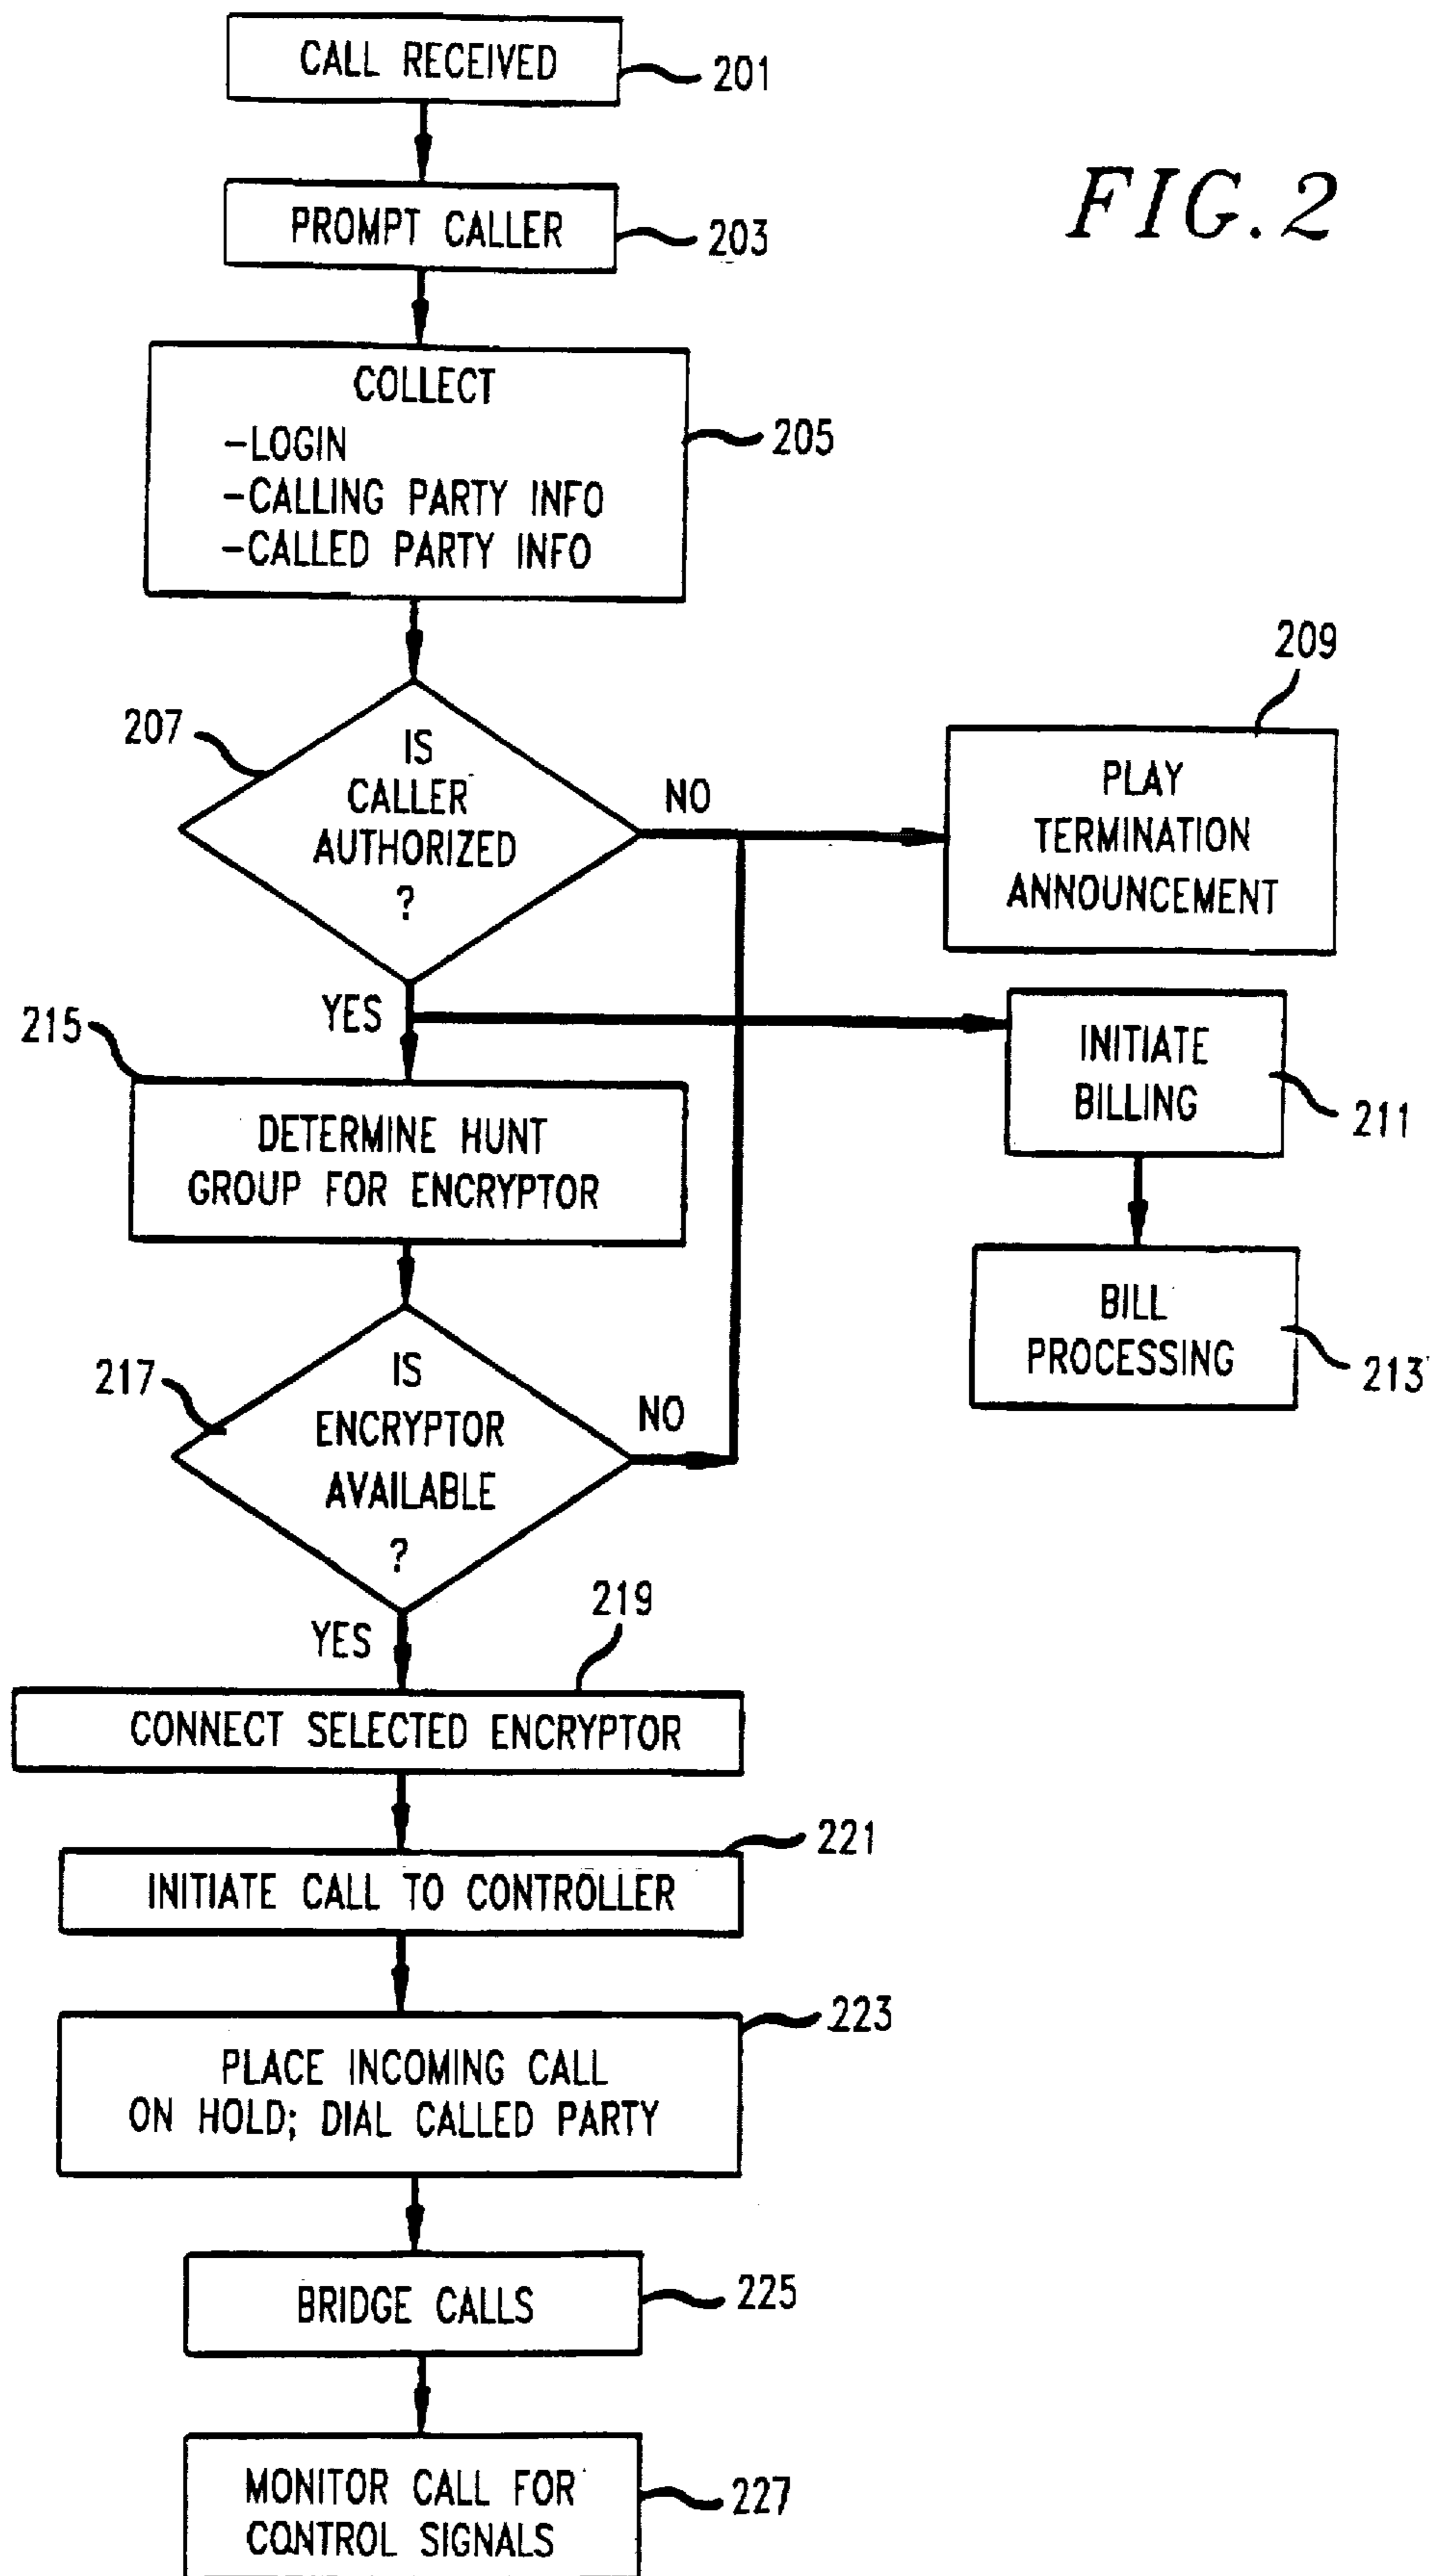 CALL RECEIVED
201
FIG. 2
PROMPT CALLER
203
COLLECT
-LOGIN
-CALLING PARTY INFO
-CALLED PARTY INFO
205
207
IS
CALLER
AUTHORIZED
?
NO
209
PLAY
TERMINATION
ANNOUNCEMENT
YES
INITIATE
BILLING
211
BILL
PROCESSING
213
215
DETERMINE HUNT
GROUP FOR ENCRYPTOR
217
IS
ENCRYPTOR
AVAILABLE
?
NO
YES
219
CONNECT SELECTED ENCRYPTOR
221
INITIATE CALL TO CONTROLLER
223
PLACE INCOMING CALL
ON HOLD; DIAL CALLED PARTY
BRIDGE CALLS
225
MONITOR CALL FOR
CONTROL SIGNALS
227